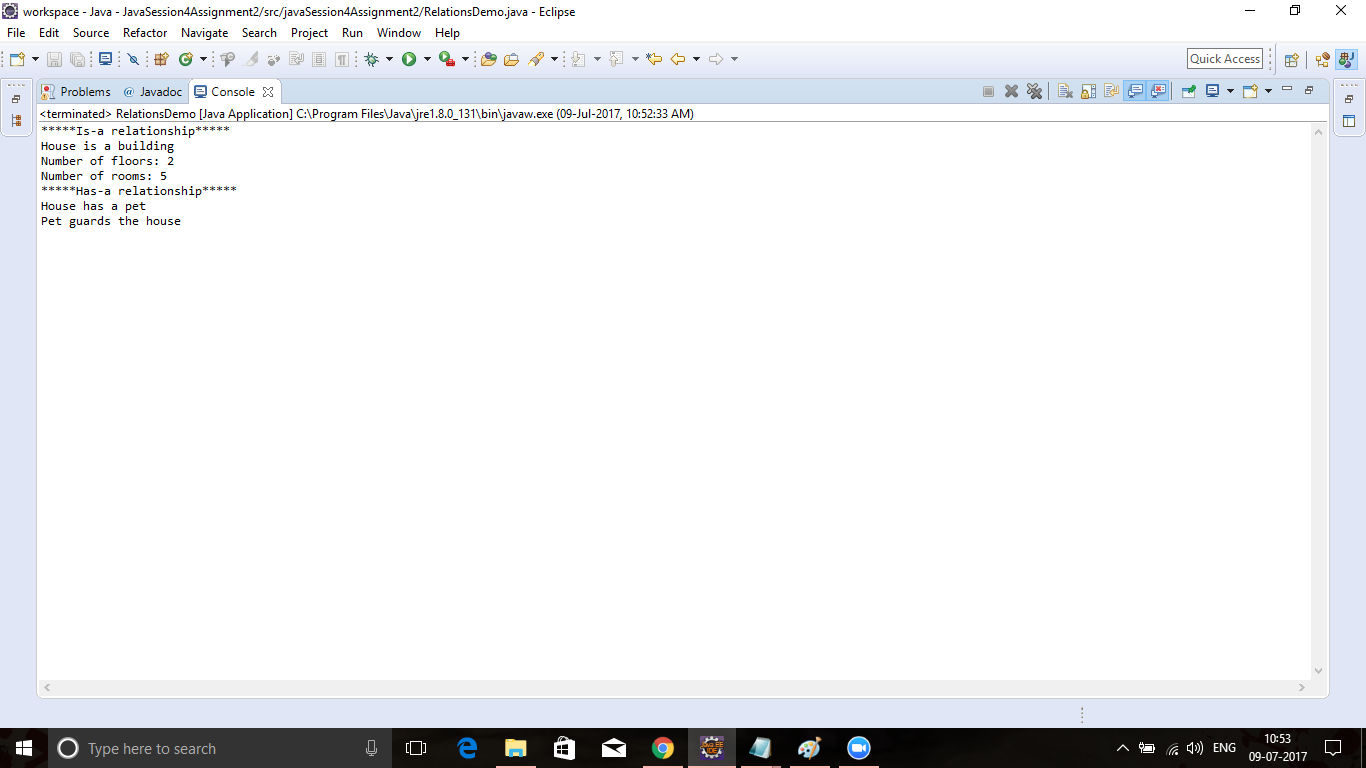 workspace - Java - JavaSession4Assignment2/src/javaSession4Assignment2/RelationsDemo.java - Eclipse
File Edit Source Refactor Navigate Search Project Run Window Help
Quick Access
Problems @ Javadoc Console
<terminated> RelationsDemo [Java Application] C:\Program Files\Java\jre1.8.0_131\bin\javaw.exe (09-Jul-2017, 10:52:33 AM)
*****Is-a relationship*****
House is a building
Number of floors: 2
Number of rooms: 5
*****Has-a relationship*****
House has a pet
Pet guards the house
Type here to search
Java EE
IDE
ENG
10:53
09-07-2017